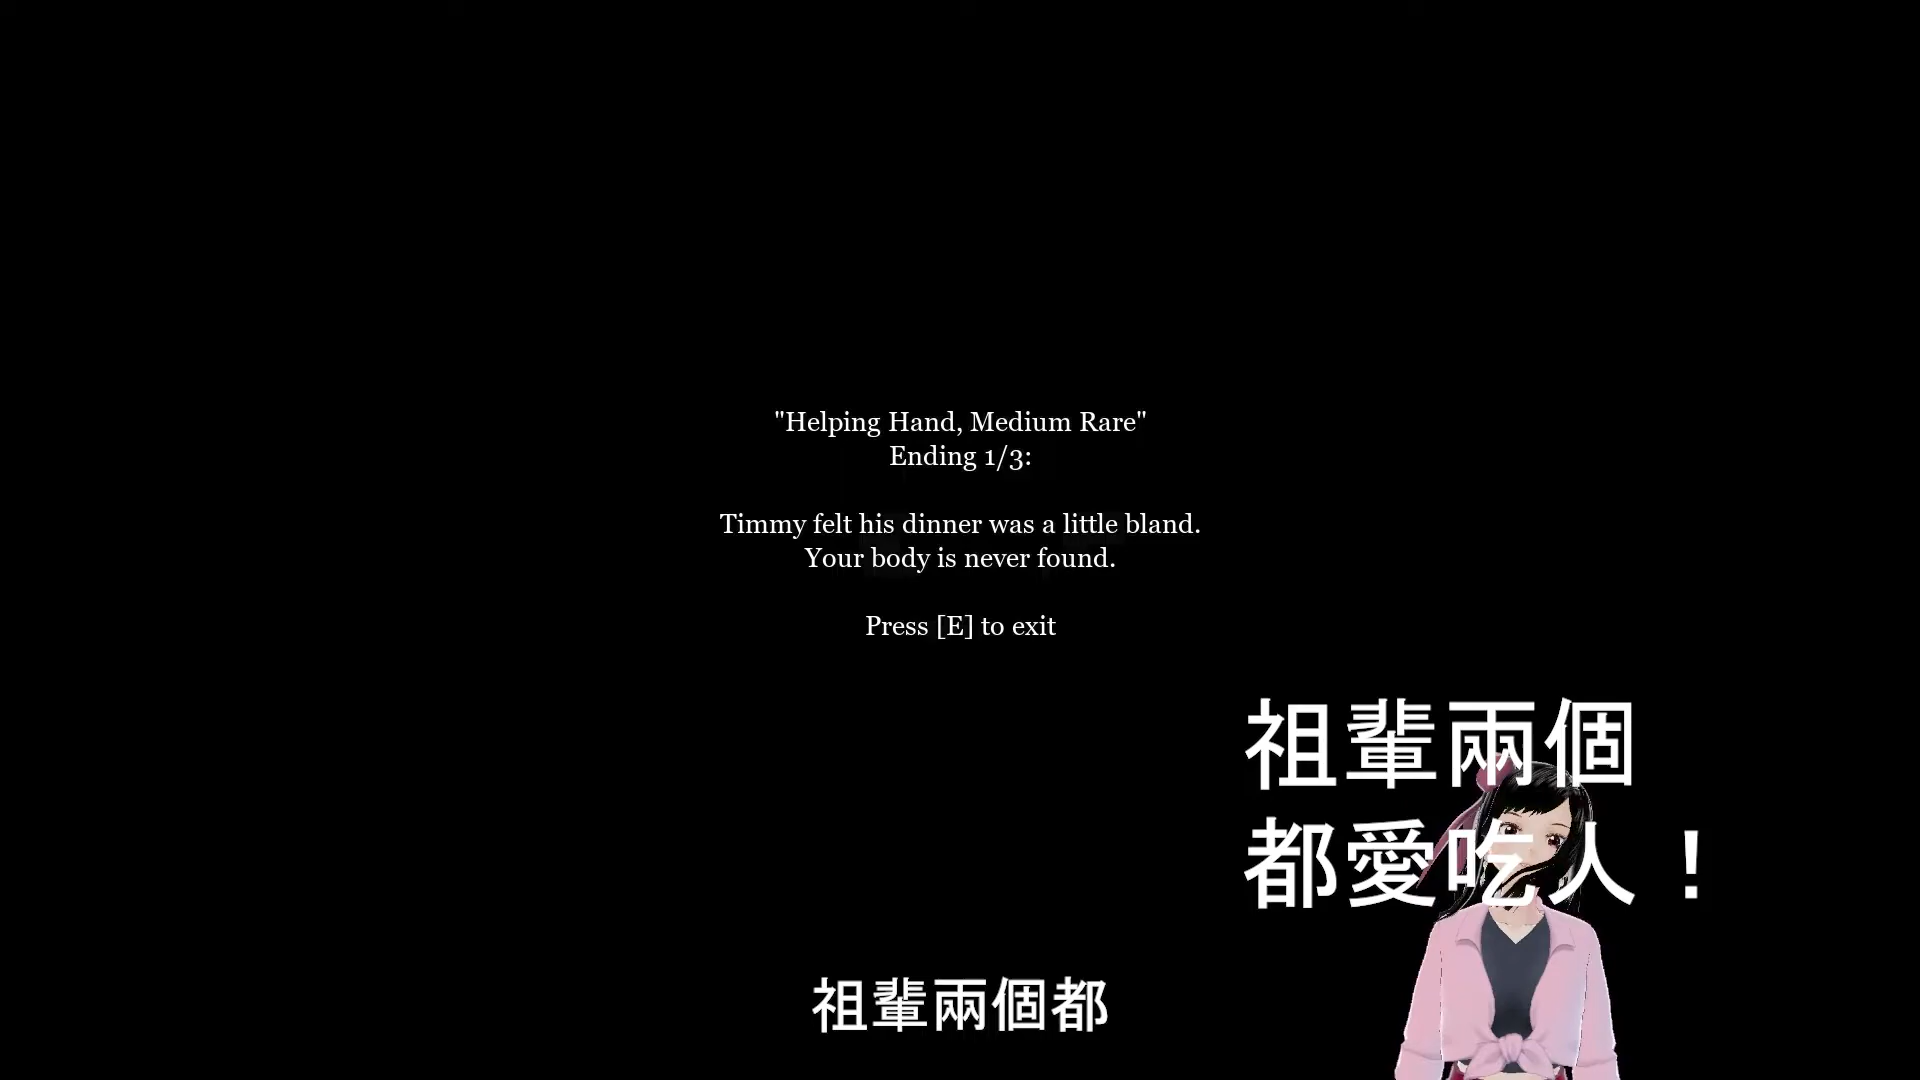 "Helping Hand, Medium Rare"
Ending 1/3:
Timmy felt his dinner was a little bland.
Your body is never found.
Press [E] to exit
祖輩兩個
都愛吃人！
祖輩兩個都